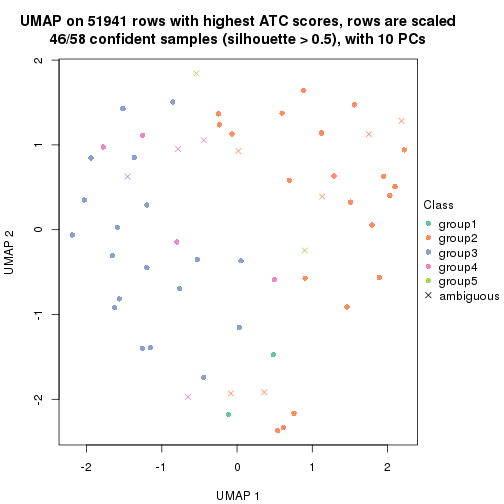 UMAP on 51941 rows with highest ATC scores, rows are scaled
46/58 confident samples (silhouette > 0.5), with 10 PCs
2
1
0
-1
-2
UMAP 2
-2
-1
0
1
2
UMAP 1
Class
group1
group2
group3
group4
group5
ambiguous